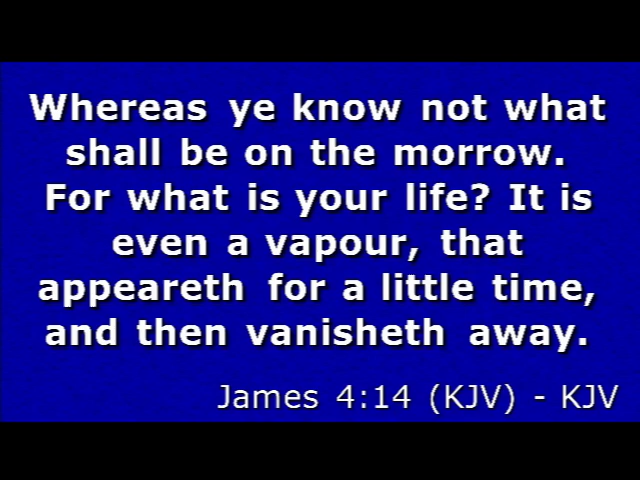 Whereas ye know not what
shall be on the morrow.
For what is your life? It is
even a vapour, that
appeareth for a little time,
and then vanisheth away.
James 4:14 (KJV) - KJV